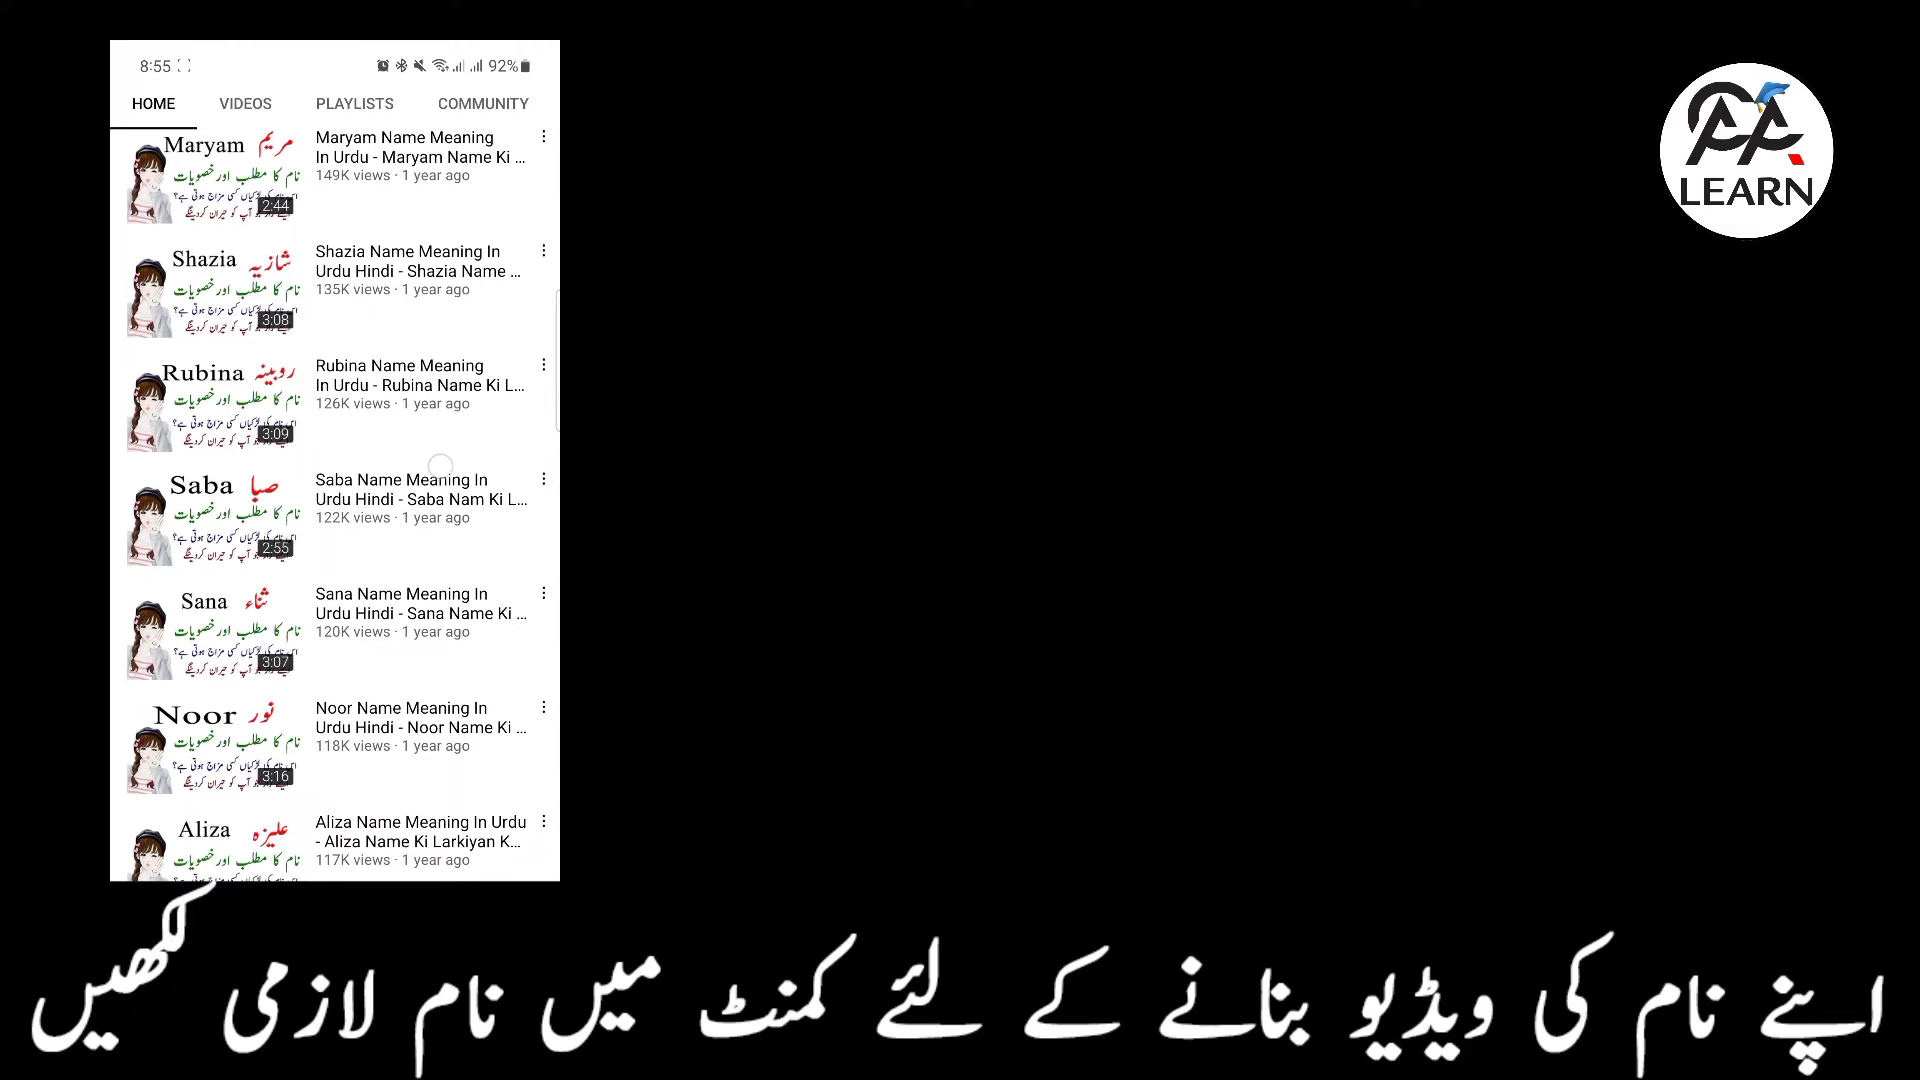 8:55
92%
HOME VIDEOS PLAYLISTS COMMUNITY
Maryam مریم
نام کا مطلب اور خصویات
2:44
Maryam Name Meaning
In Urdu - Maryam Name Ki ...
149K views · 1 year ago
Shazia شازیہ
نام کا مطلب اور خصویات
3:08
Shazia Name Meaning In
Urdu Hindi - Shazia Name ...
135K views · 1 year ago
Rubina روبینہ
نام کا مطلب اور خصویات
3:09
Rubina Name Meaning
In Urdu - Rubina Name Ki L...
126K views · 1 year ago
Saba صبا
نام کا مطلب اور خصویات
2:55
Saba Name Meaning In
Urdu Hindi - Saba Nam Ki L...
122K views · 1 year ago
Sana ثناء
نام کا مطلب اور خصویات
3:07
Sana Name Meaning In
Urdu Hindi - Sana Name Ki ...
120K views · 1 year ago
Noor نور
نام کا مطلب اور خصویات
3:16
Noor Name Meaning In
Urdu Hindi - Noor Name Ki ...
118K views · 1 year ago
Aliza علیزہ
نام کا مطلب اور خصویات
Aliza Name Meaning In Urdu
- Aliza Name Ki Larkiyan K...
117K views · 1 year ago
LEARN
اپنے نام کی ویڈیو بنانے کے لئے کمنٹ میں نام لازمی لکھیں